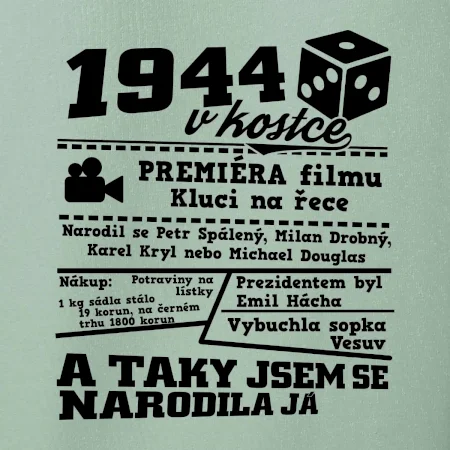 1944
v kostce
PREMIÉRA filmu
Kluci na řece
Narodil se Petr Spálený, Milan Drobný,
Karel Kryl nebo Michael Douglas
Nákup: Potraviny na
lístky
1 kg sádla stálo
19 korun, na černém
trhu 1800 korun
Prezidentem byl
Emil Hácha
Vybuchla sopka
Vesuv
A TAKY JSEM SE
NARODILA JÁ